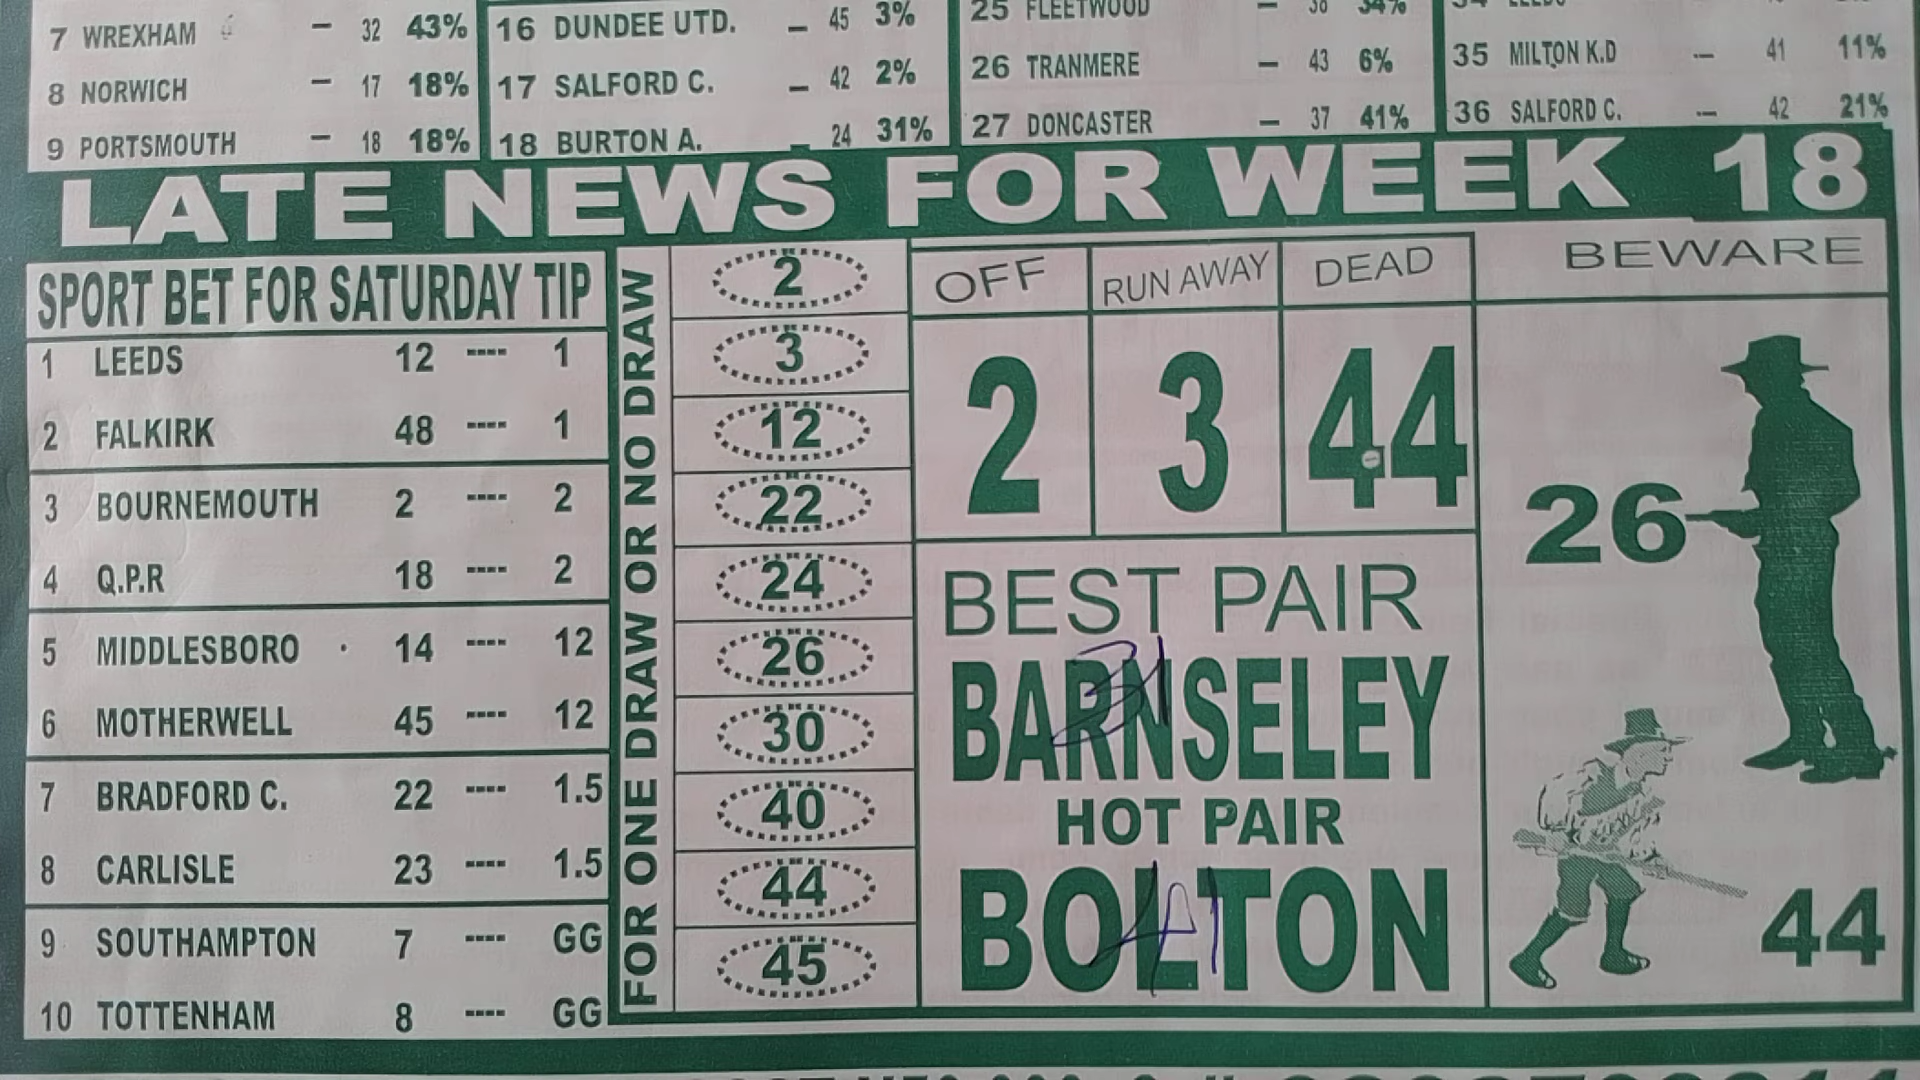 7 WREXHAM – 32 43%
8 NORWICH – 17 18%
9 PORTSMOUTH – 18 18%
16 DUNDEE UTD. – 45 3%
17 SALFORD C. – 42 2%
18 BURTON A. – 24 31%
25 FLEETWOOD – 38 34%
26 TRANMERE – 43 6%
27 DONCASTER – 37 41%
35 MILTON K.D – 41 11%
36 SALFORD C. – 42 21%
LATE NEWS FOR WEEK 18
SPORT BET FOR SATURDAY TIP
1 LEEDS 12 ---- 1
2 FALKIRK 48 ---- 1
3 BOURNEMOUTH 2 ---- 2
4 Q.P.R 18 ---- 2
5 MIDDLESBORO 14 ---- 12
6 MOTHERWELL 45 ---- 12
7 BRADFORD C. 22 ---- 1.5
8 CARLISLE 23 ---- 1.5
9 SOUTHAMPTON 7 ---- GG
10 TOTTENHAM 8 ---- GG
FOR ONE DRAW OR NO DRAW
2
3
12
22
24
26
30
40
44
45
OFF RUN AWAY DEAD
2 3 44
BEST PAIR
31
BARNSELEY
HOT PAIR
41
BOLTON
BEWARE
26
44